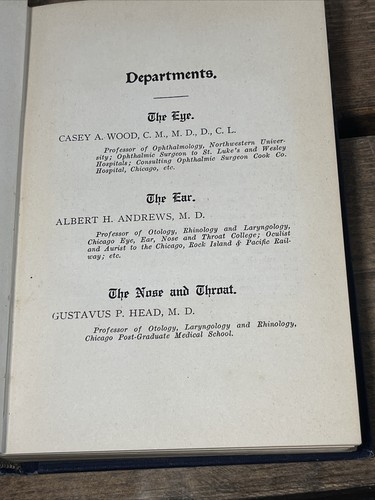 Departments.
The Eye.
CASEY A. WOOD, C. M., M. D., D., C. L.
Professor of Ophthalmology, Northwestern Univer-
sity; Ophthalmic Surgeon to St. Luke's and Wesley
Hospitals; Consulting Ophthalmic Surgeon Cook Co.
Hospital, Chicago, etc.
The Ear.
ALBERT H. ANDREWS, M. D.
Professor of Otology, Rhinology and Laryngology,
Chicago Eye, Ear, Nose and Throat College; Oculist
and Aurist to the Chicago, Rock Island & Pacific Rail-
way; etc.
The Nose and Throat.
GUSTAVUS P. HEAD, M. D.
Professor of Otology, Laryngology and Rhinology,
Chicago Post-Graduate Medical School.